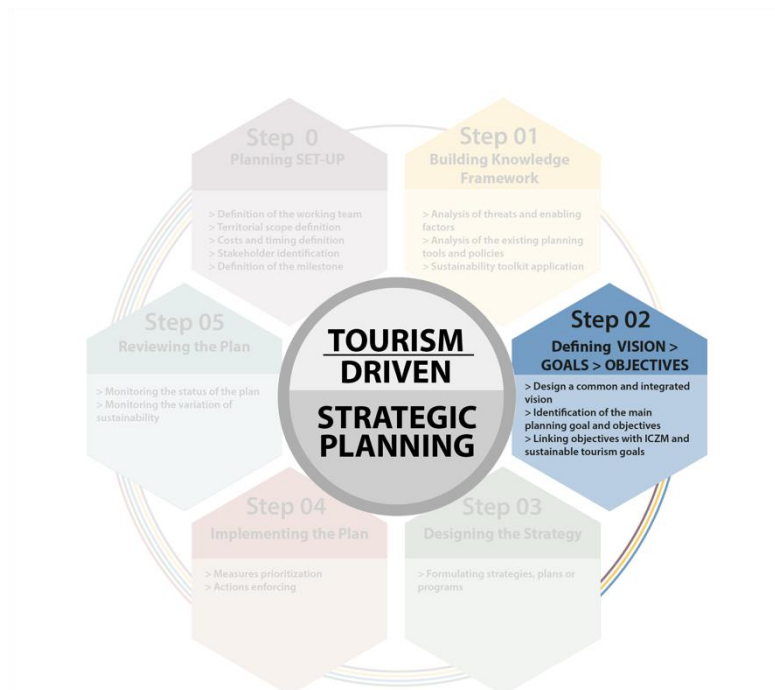 Step 0
Planning SET-UP
> Definition of the working team
> Territorial scope definition
> Costs and timing definition
> Stakeholder identification
> Definition of the milestone
Step 01
Building Knowledge
Framework
> Analysis of threats and enabling
factors
> Analysis of the existing planning
tools and policies
> Sustainability toolkit application
Step 02
Defining VISION >
GOALS > OBJECTIVES
> Design a common and integrated
vision
> Identification of the main
planning goal and objectives
> Linking objectives with ICZM and
sustainable tourism goals
Step 03
Designing the Strategy
> Formulating strategies, plans or
programs
Step 04
Implementing the Plan
> Measures prioritization
> Actions enforcing
Step 05
Reviewing the Plan
> Monitoring the status of the plan
> Monitoring the variation of
sustainability
TOURISM
DRIVEN
STRATEGIC
PLANNING